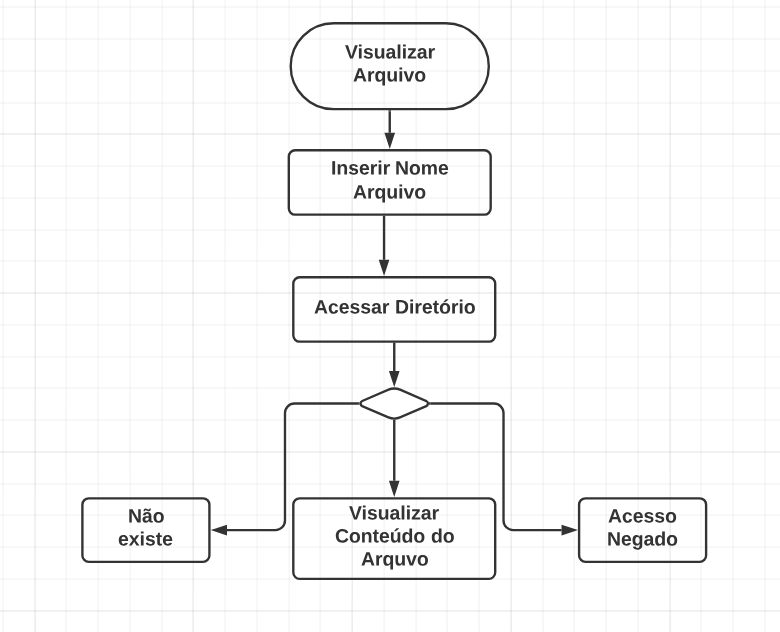 Visualizar
Arquivo
Inserir Nome
Arquivo
Acessar Diretório
Não
existe
Visualizar
Conteúdo do
Arquvo
Acesso
Negado